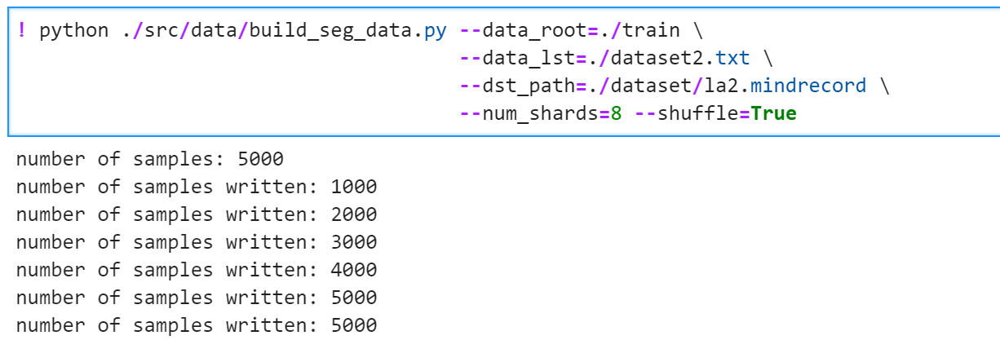 ! python ./src/data/build_seg_data.py --data_root=./train \
--data_lst=./dataset2.txt \
--dst_path=./dataset/la2.mindrecord \
--num_shards=8 --shuffle=True
number of samples: 5000
number of samples written: 1000
number of samples written: 2000
number of samples written: 3000
number of samples written: 4000
number of samples written: 5000
number of samples written: 5000